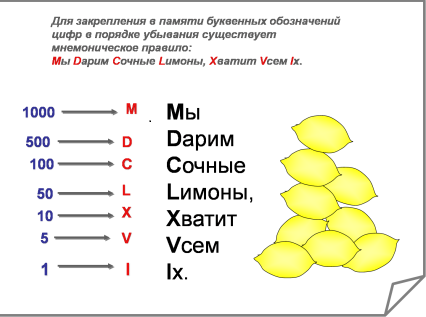 Для закрепления в памяти буквенных обозначений
цифр в порядке убывания существует
мнемоническое правило:
Мы Dарим Сочные Lимоны, Хватит Vсем Iх.
1000 M . Мы
500 D Dарим
100 C Сочные
50 L Lимоны,
10 X Хватит
5 V Vсем
1 I Iх.